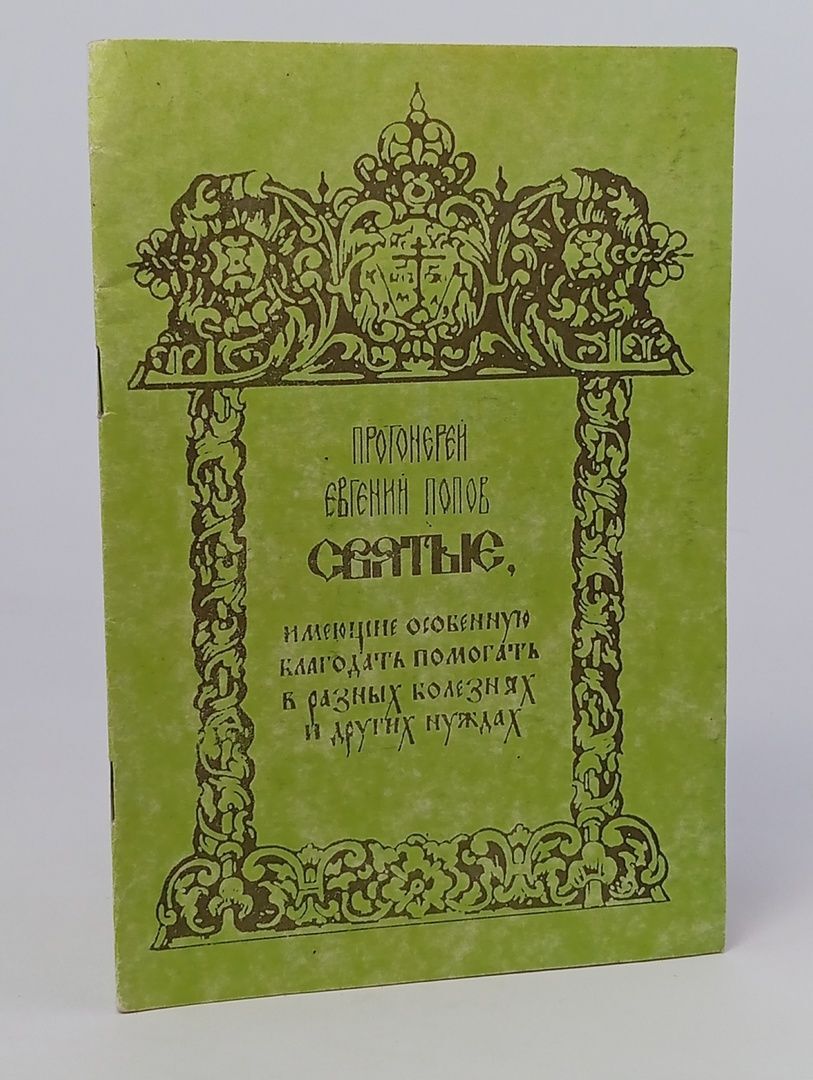 ПРОТОИЕРЕЙ
ЕВГЕНИЙ ПОПОВ
СВЯТЫЕ,
ИМЕЮЩИЕ ОСОБЕННУЮ
БЛАГОДАТЬ ПОМОГАТЬ
В РАЗНЫХ БОЛЕЗНЯХ
И ДРУГИХ НУЖДАХ